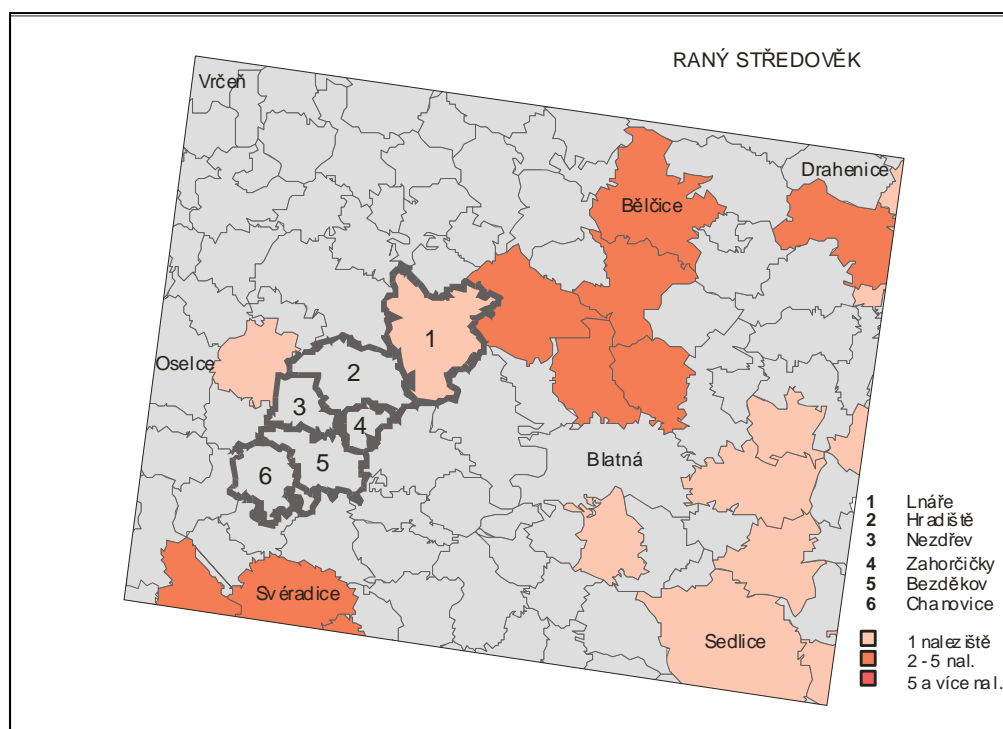 RANÝ STŘEDOVĚK
Vrčeň
Drahenice
Bělčice
1
Oselce
2
3
4
5
6
Blatná
Svéradice
Sedlice
1 Lnáře
2 Hradiště
3 Nezdřev
4 Zahorčičky
5 Bezděkov
6 Chanovice
1 naleziště
2 - 5 nal.
5 a více nal.